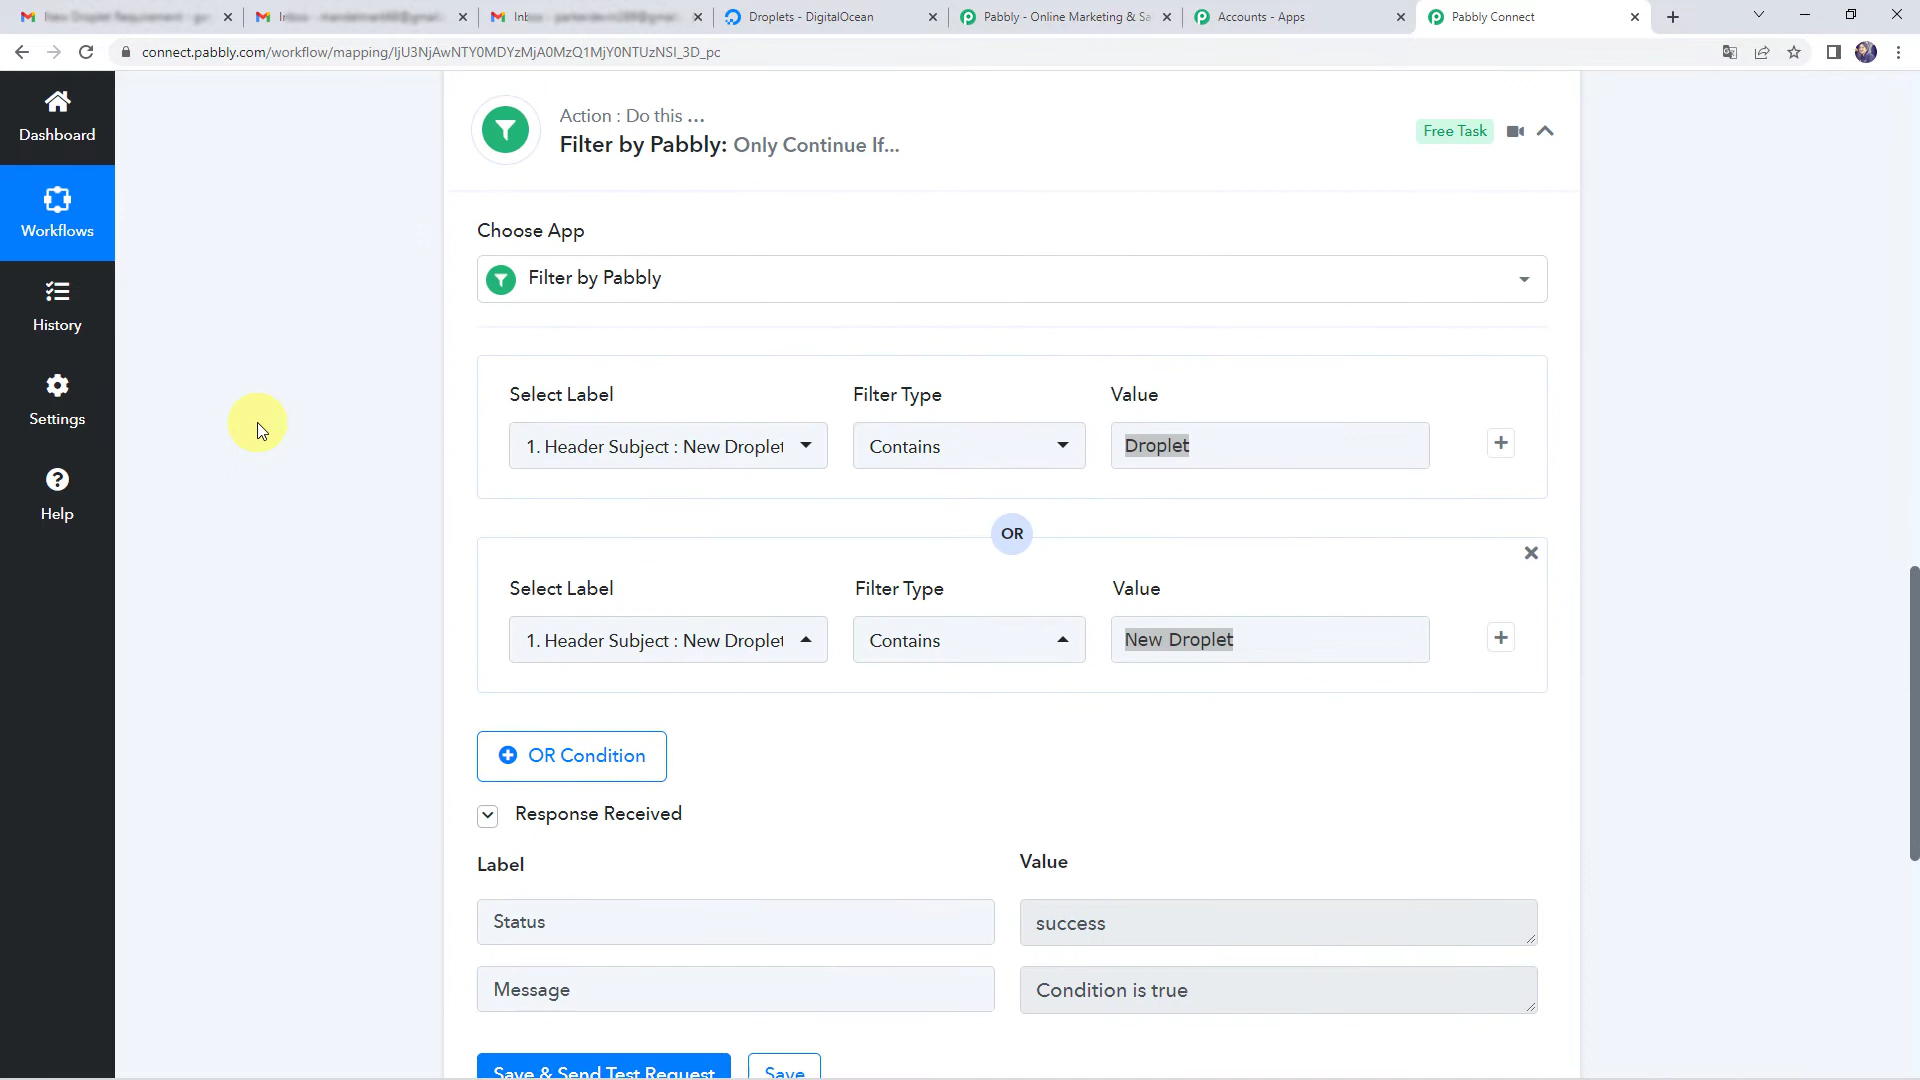 Droplets - DigitalOcean
Pabbly - Online Marketing & Sa
Accounts - Apps
Pabbly Connect
connect.pabbly.com/workflow/mapping/IjU3NjAwNTY0MDYzMjA0MzQ1MjY0NTUzNSI_3D_pc
Dashboard
Workflows
History
Settings
Help
Action : Do this ...
Filter by Pabbly: Only Continue If...
Free Task
Choose App
Filter by Pabbly
Select Label Filter Type Value
1. Header Subject : New Droplet Contains Droplet
OR
Select Label Filter Type Value
1. Header Subject : New Droplet Contains New Droplet
OR Condition
Response Received
Label Value
Status success
Message Condition is true
Save & Send Test Request Save